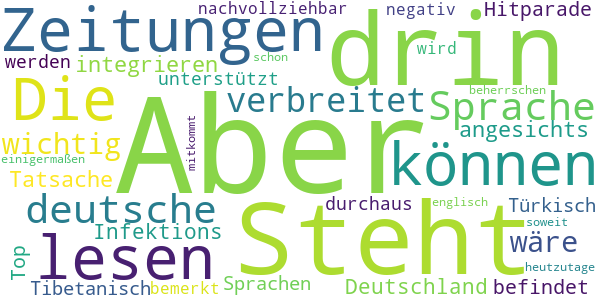 nachvollziehbar negativ Hitparade
Zeitungen drin
werden integrieren schon wird
unterstützt beherrschen
Die Aber verbreitet Sprache
wichtig mitkommt angesichts
einigermaßen können
Tatsache
deutsche Steht durchaus englisch Türkisch
Infektions soweit
lesen wäre
Top heutzutage
Sprachen Deutschland befindet
Tibetanisch bemerkt